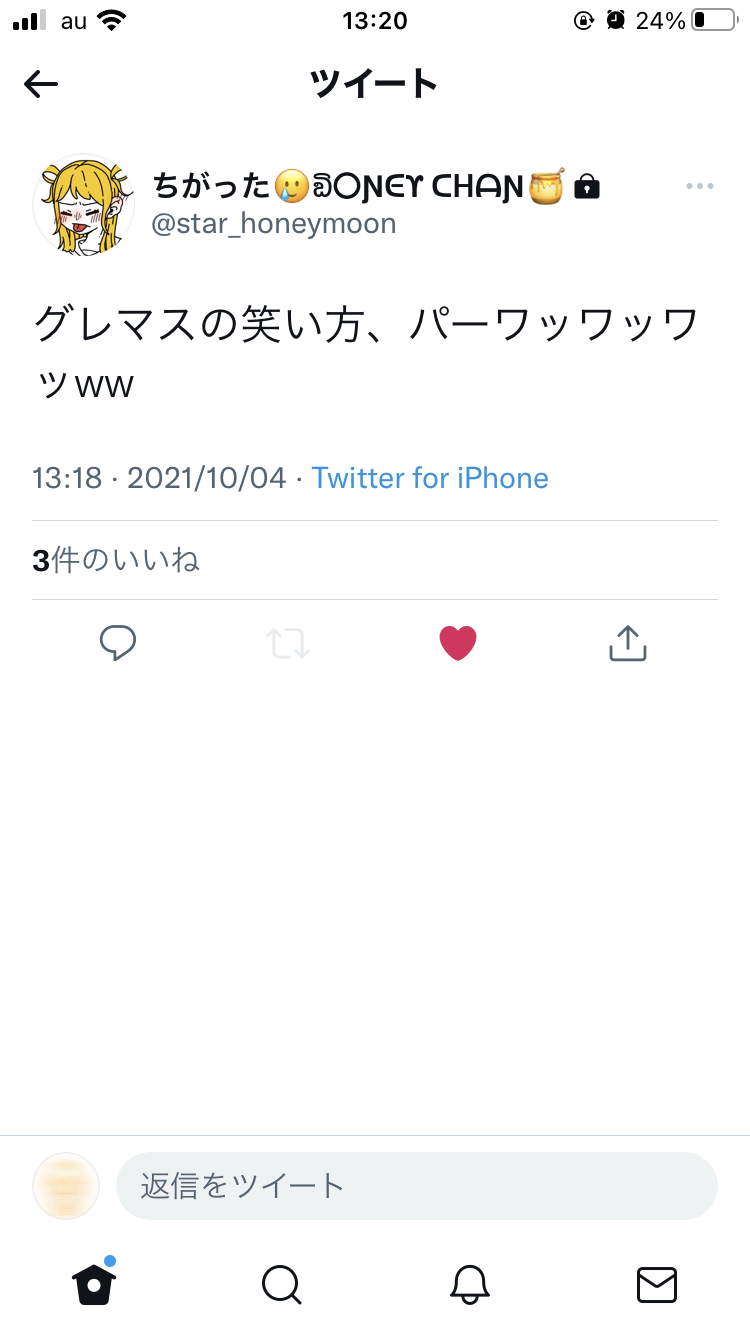 au 13:20 24%
ツイート
ちがった🥲ᕲOƝЄƳ ᑕHᗩƝ🍯🔒
@star_honeymoon
グレマスの笑い方、パーワッワッワ
ッww
13:18 · 2021/10/04 · Twitter for iPhone
3件のいいね
返信をツイート